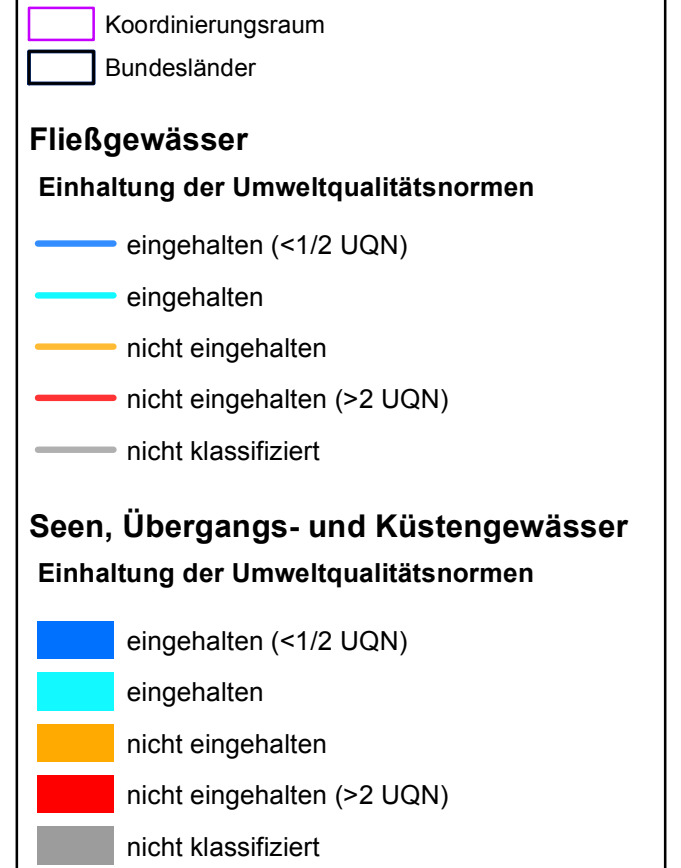 Koordinierungsraum
Bundesländer
Fließgewässer
Einhaltung der Umweltqualitätsnormen
eingehalten (<1/2 UQN)
eingehalten
nicht eingehalten
nicht eingehalten (>2 UQN)
nicht klassifiziert
Seen, Übergangs- und Küstengewässer
Einhaltung der Umweltqualitätsnormen
eingehalten (<1/2 UQN)
eingehalten
nicht eingehalten
nicht eingehalten (>2 UQN)
nicht klassifiziert